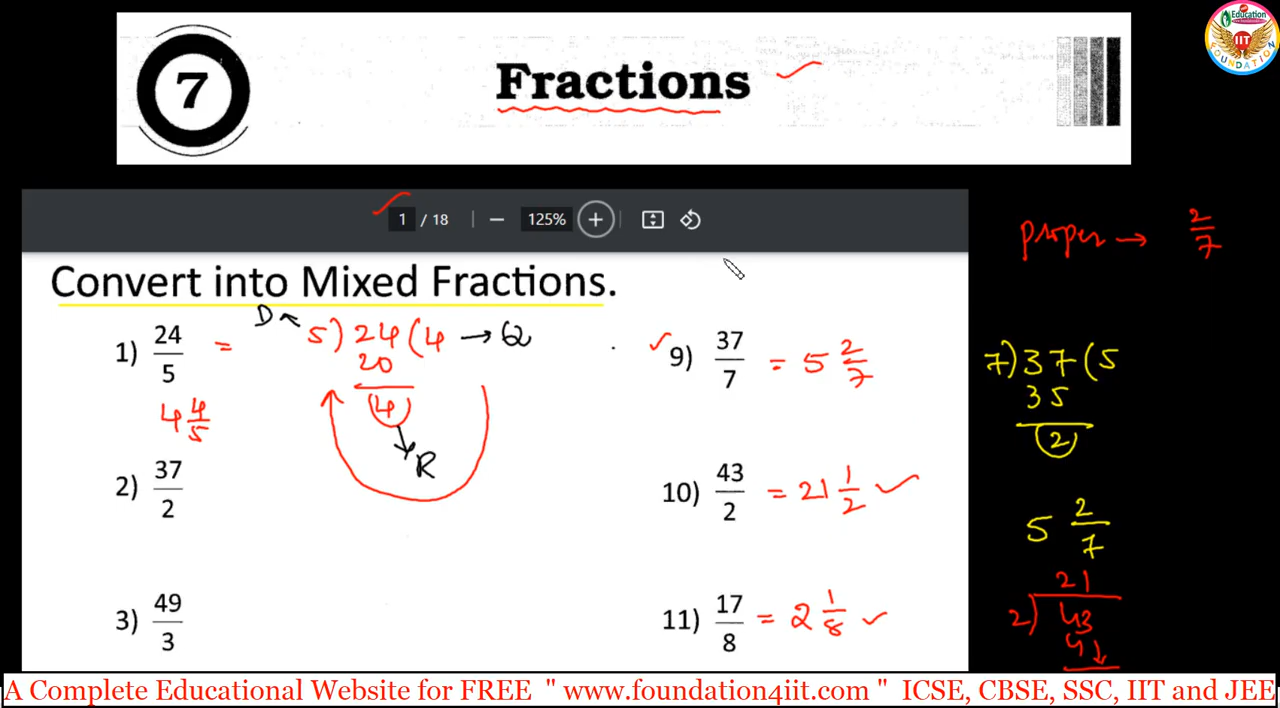 7
Fractions
Education
IIT
FOUNDATION
1 / 18 125%
Convert into Mixed Fractions.
1) 24/5 =
5) 24 (4 → Q
D
20
4
R
4 4/5
2) 37/2
3) 49/3
9) 37/7 = 5 2/7
10) 43/2 = 21 1/2
11) 17/8 = 2 1/8
proper → 2/7
7) 37 (5
35
2
5 2/7
21
2) 43
4
A Complete Educational Website for FREE " www.foundation4iit.com " ICSE, CBSE, SSC, IIT and JEE